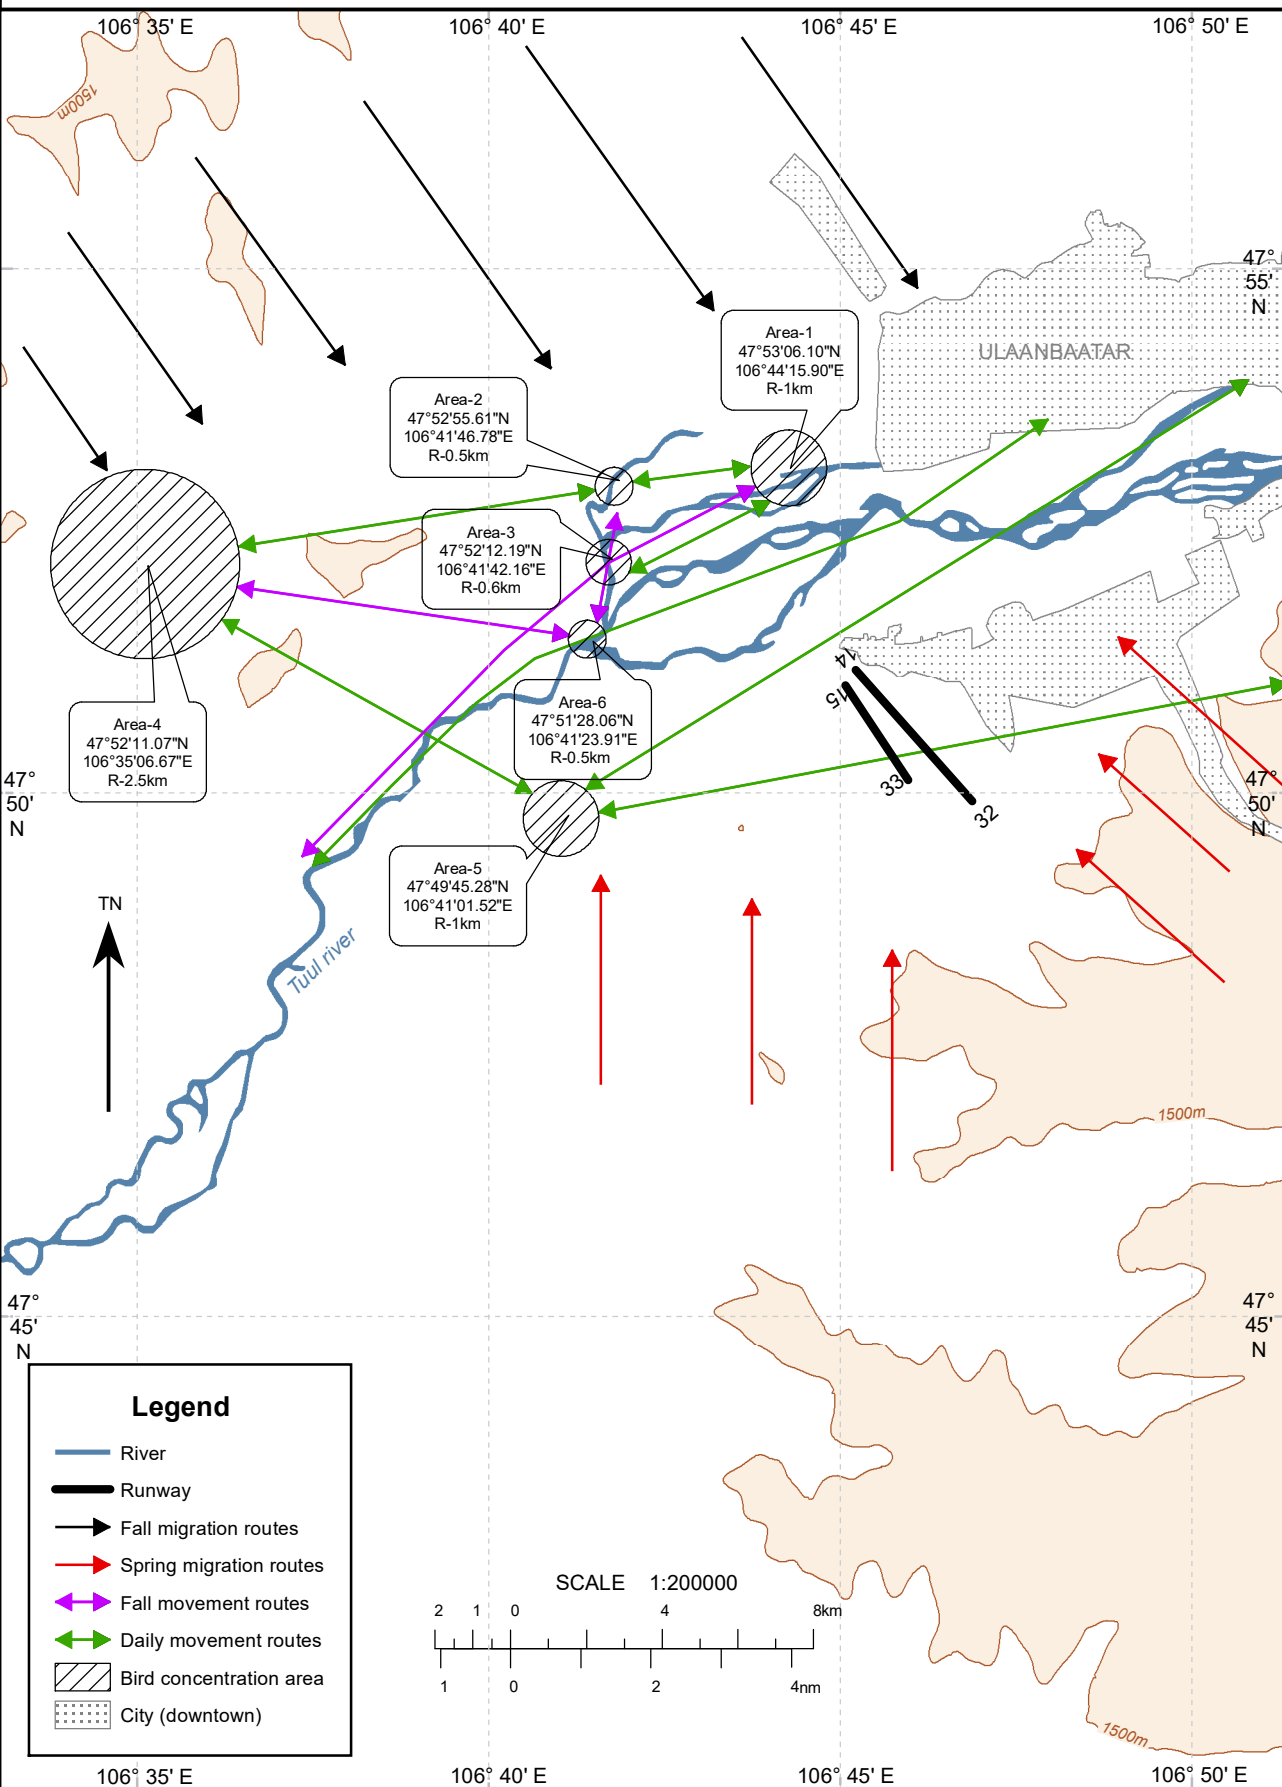 106° 35' E
106° 40' E
106° 45' E
106° 50' E
1500m
47°
55'
N
ULAANBAATAR
Area-1
47°53'06.10"N
106°44'15.90"E
R-1km
Area-2
47°52'55.61"N
106°41'46.78"E
R-0.5km
Area-3
47°52'12.19"N
106°41'42.16"E
R-0.6km
14
15
33
32
Area-6
47°51'28.06"N
106°41'23.91"E
R-0.5km
Area-4
47°52'11.07"N
106°35'06.67"E
R-2.5km
47°
50'
N
47°
50'
N
Area-5
47°49'45.28"N
106°41'01.52"E
R-1km
TN
Tuul river
1500m
47°
45'
N
47°
45'
N
Legend
River
Runway
Fall migration routes
Spring migration routes
Fall movement routes
Daily movement routes
Bird concentration area
City (downtown)
SCALE 1:200000
2 1 0 4 8km
1 0 2 4nm
1500m
106° 35' E
106° 40' E
106° 45' E
106° 50' E